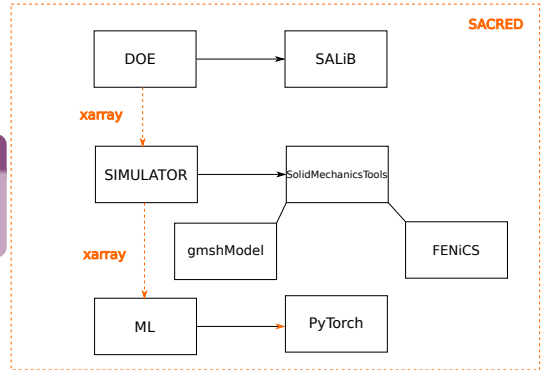 SACRED
DOE
SALiB
xarray
SIMULATOR
SolidMechanicsTools
gmshModel
FENiCS
xarray
ML
PyTorch